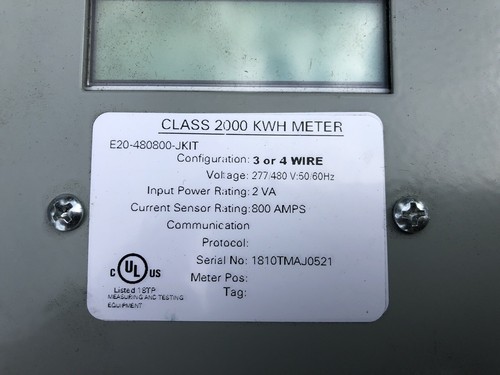 CLASS 2000 KWH METER
E20-480800-JKIT
Configuration: 3 or 4 WIRE
Voltage: 277/480 V:50/60Hz
Input Power Rating: 2 VA
Current Sensor Rating: 800 AMPS
Communication
Protocol:
Serial No: 1810TMAJ0521
Meter Pos:
Tag:
C UL US
Listed 18TP
MEASURING AND TESTING
EQUIPMENT